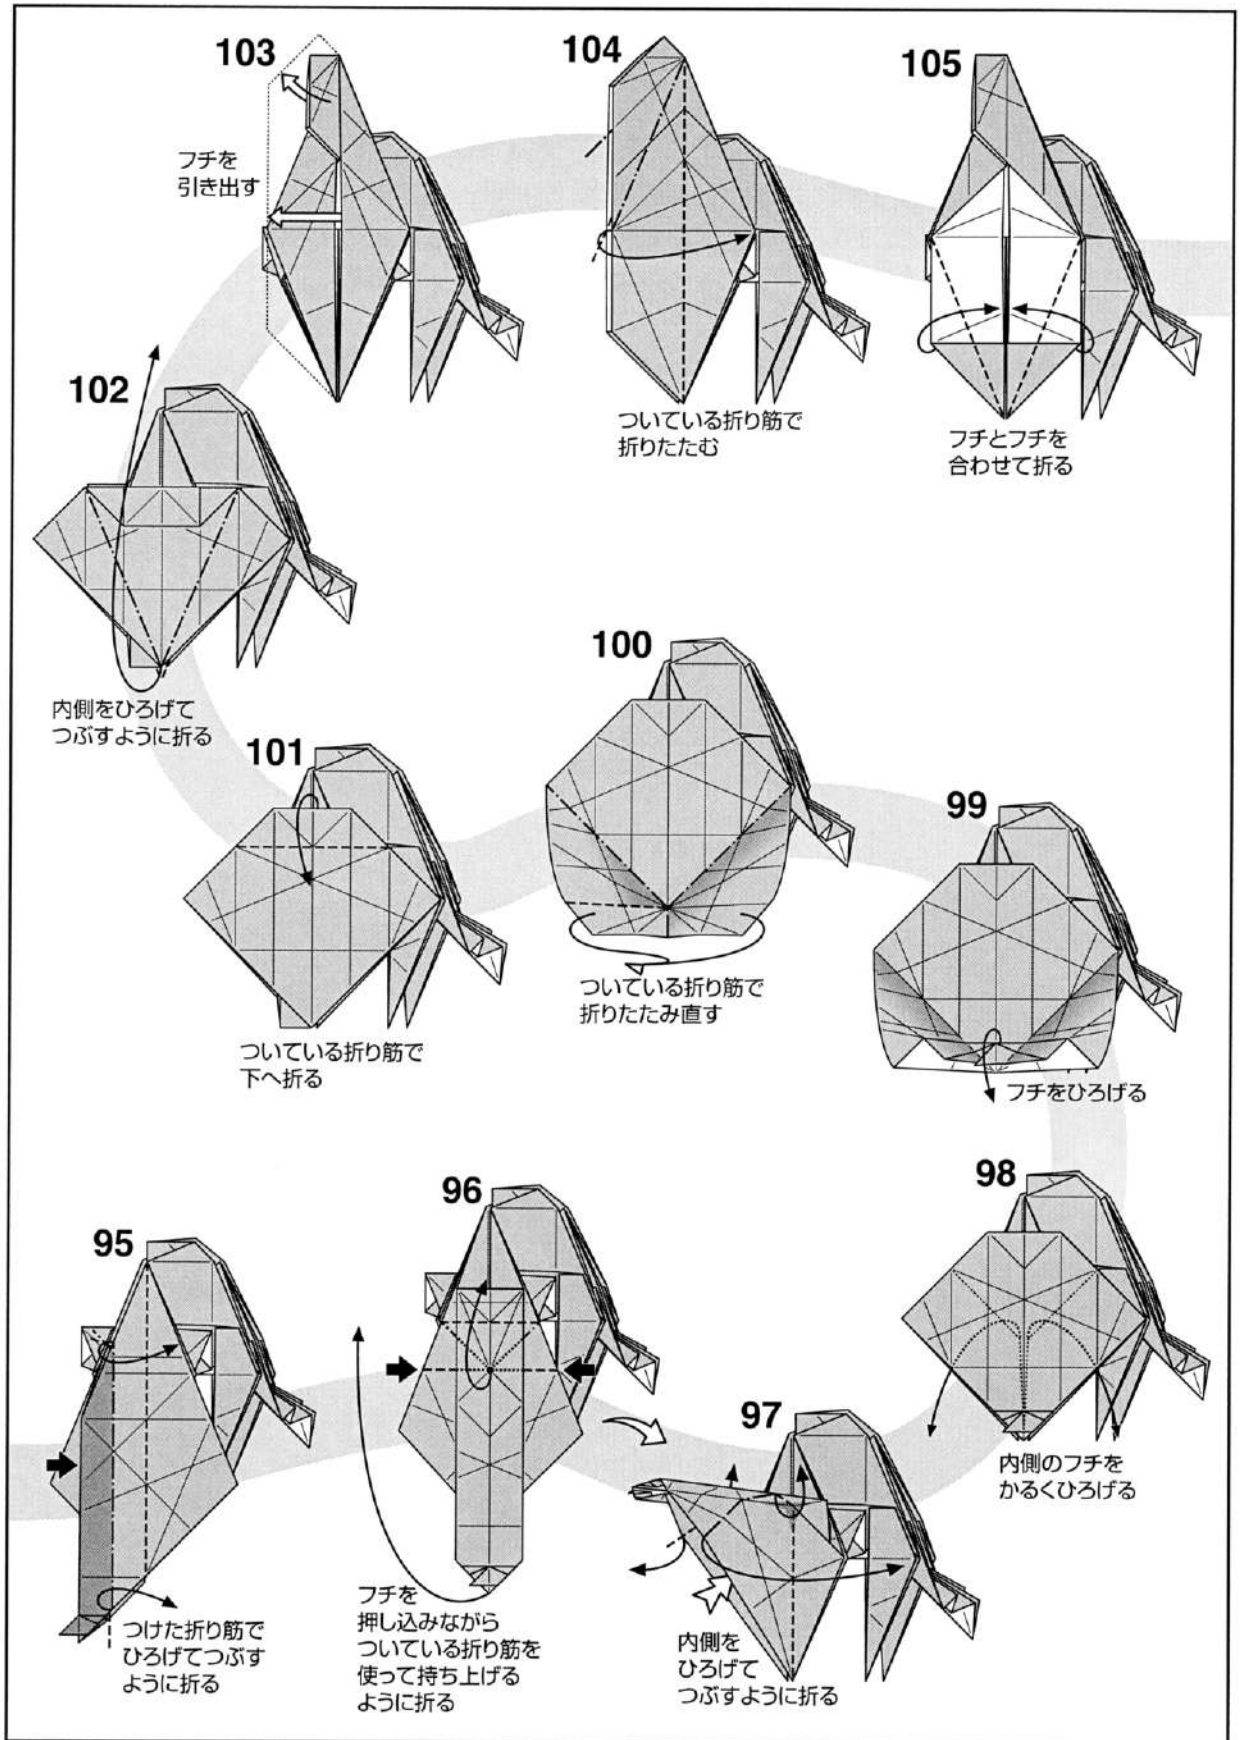 95
つけた折り筋で
ひろげてつぶす
ように折る
96
フチを
押し込みながら
ついている折り筋を
使って持ち上げる
ように折る
97
内側を
ひろげて
つぶすように折る
98
内側のフチを
かるくひろげる
99
フチをひろげる
100
ついている折り筋で
折りたたみ直す
101
ついている折り筋で
下へ折る
102
内側をひろげて
つぶすように折る
103
フチを
引き出す
104
ついている折り筋で
折りたたむ
105
フチとフチを
合わせて折る